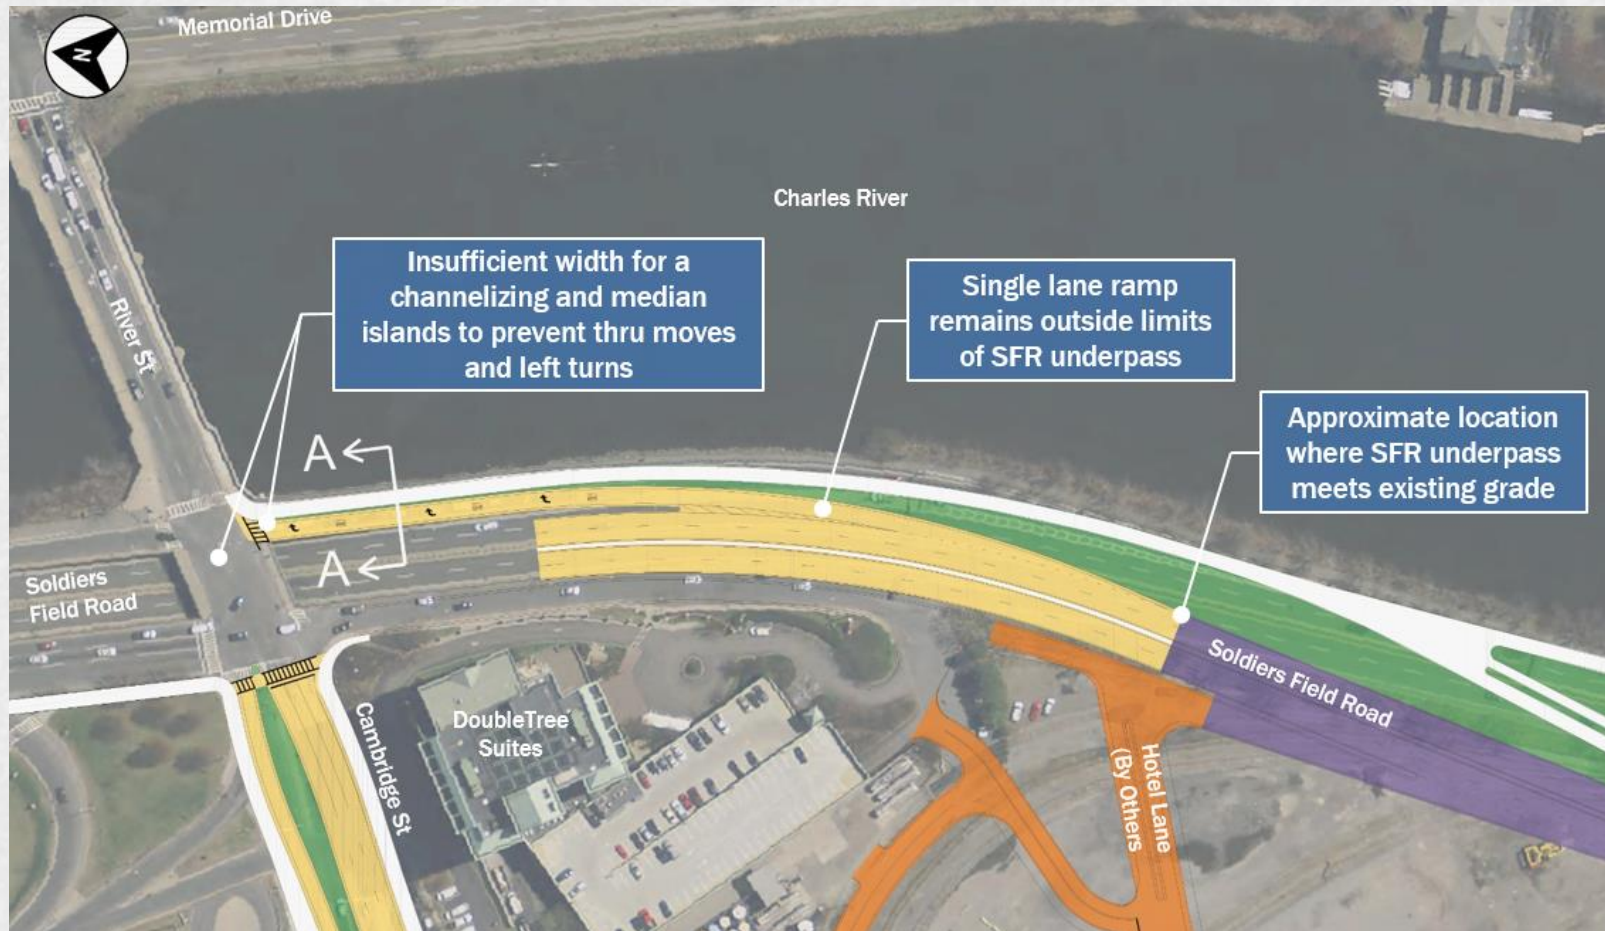 Memorial Drive
N
Charles River
Insufficient width for a
channelizing and median
islands to prevent thru moves
and left turns
Single lane ramp
remains outside limits
of SFR underpass
River St
Approximate location
where SFR underpass
meets existing grade
A
A
Soldiers
Field Road
Soldiers Field Road
DoubleTree
Suites
Cambridge St
Hotel Lane
(By Others)